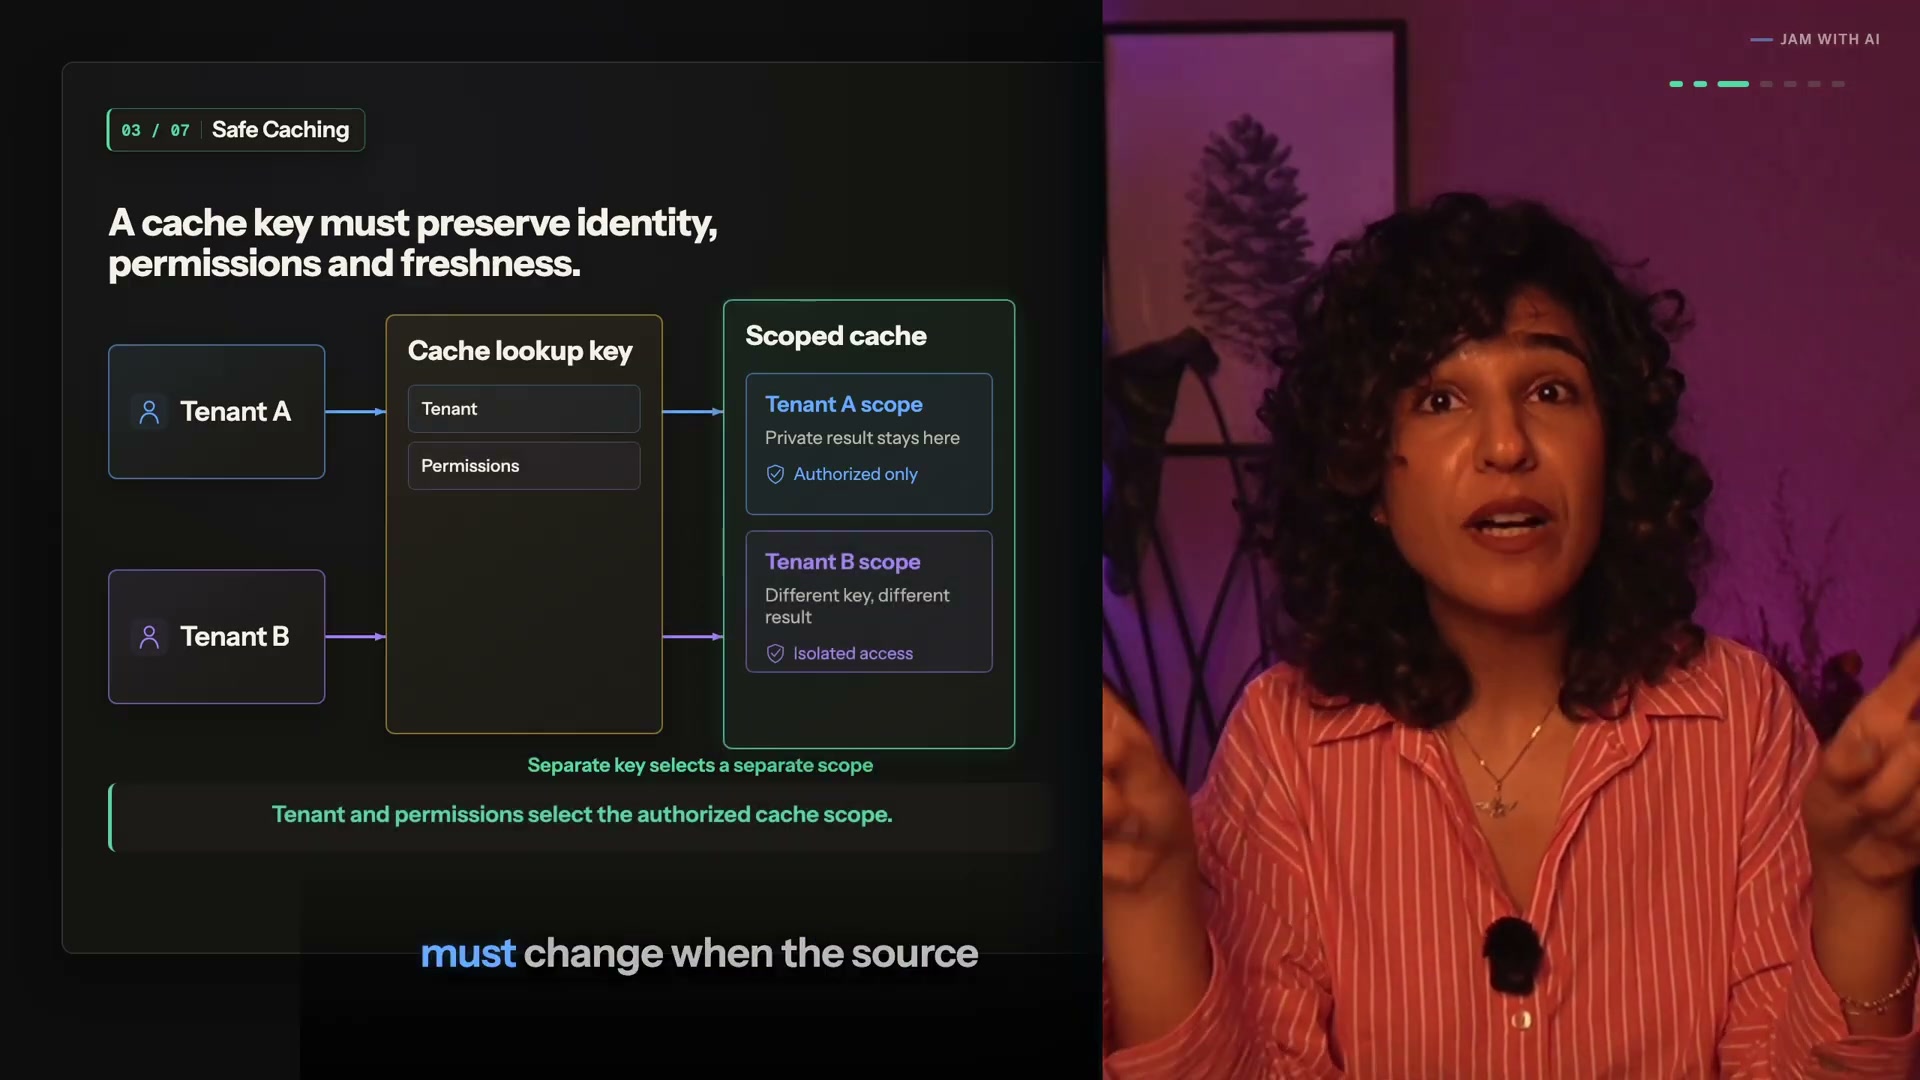 JAM WITH AI
03 / 07 Safe Caching
A cache key must preserve identity,
permissions and freshness.
Tenant A
Tenant B
Cache lookup key
Tenant
Permissions
Scoped cache
Tenant A scope
Private result stays here
Authorized only
Tenant B scope
Different key, different
result
Isolated access
Separate key selects a separate scope
Tenant and permissions select the authorized cache scope.
must change when the source